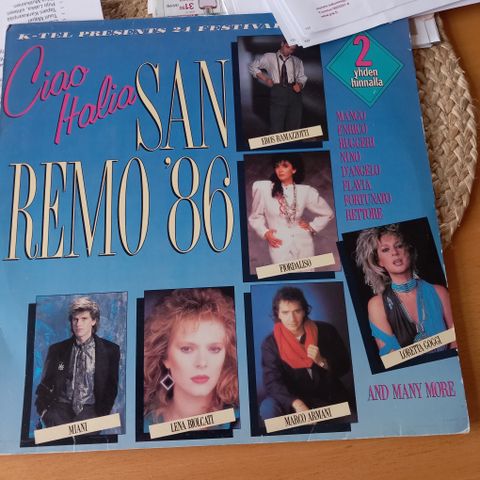 K-TEL PRESENTS 24 FESTIVAL
Ciao
Italia
SAN
REMO '86
2
yhden
hinnalla
EROS RAMAZZOTTI
MANGO
ENRICO
RUGGERI
NINO
D'ANGELO
FLAVIA
FORTUNATO
BETTORE
FIORDALISO
LORETTA GOGGI
MIANI
LENA BIOLCATI
MARCO ARMANI
AND MANY MORE